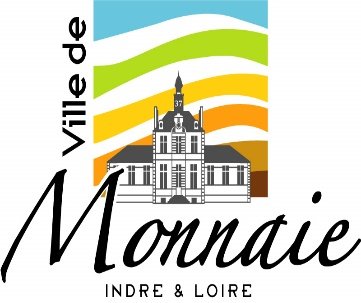 Ville de
37
Monnaie
INDRE & LOIRE